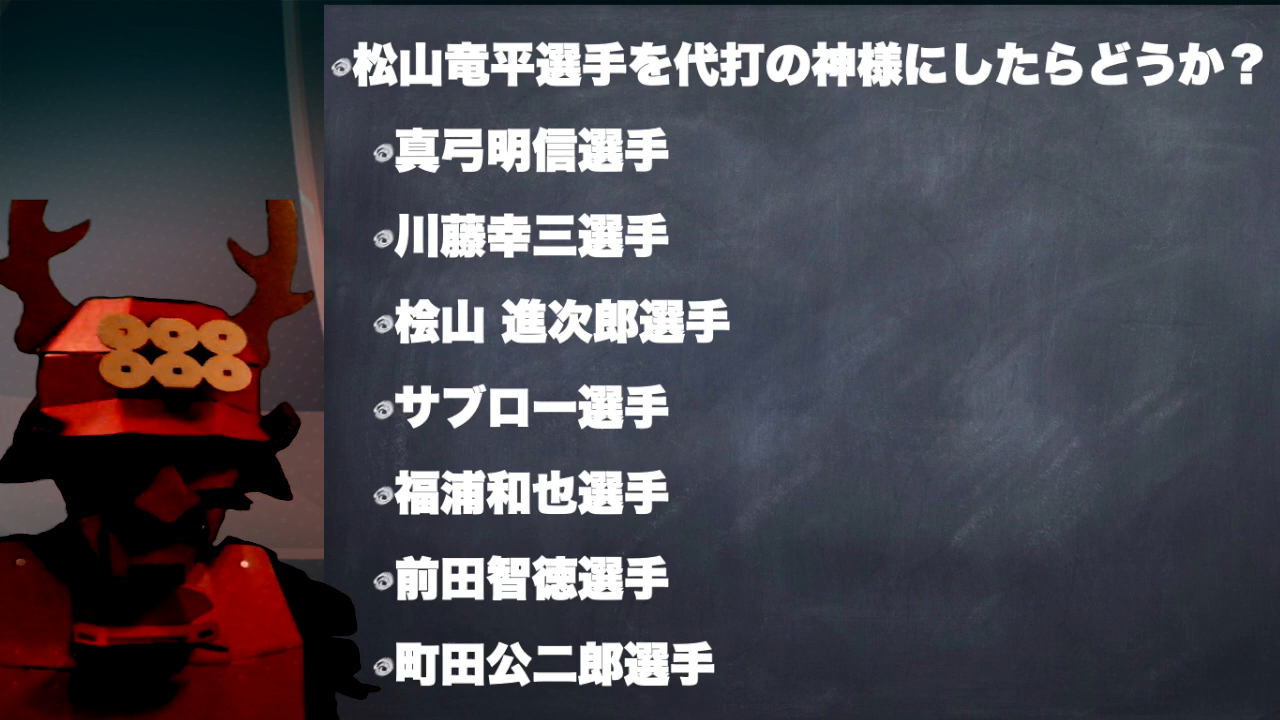 松山竜平選手を代打の神様にしたらどうか？
真弓明信選手
川藤幸三選手
桧山 進次郎選手
サブロー選手
福浦和也選手
前田智徳選手
町田公二郎選手